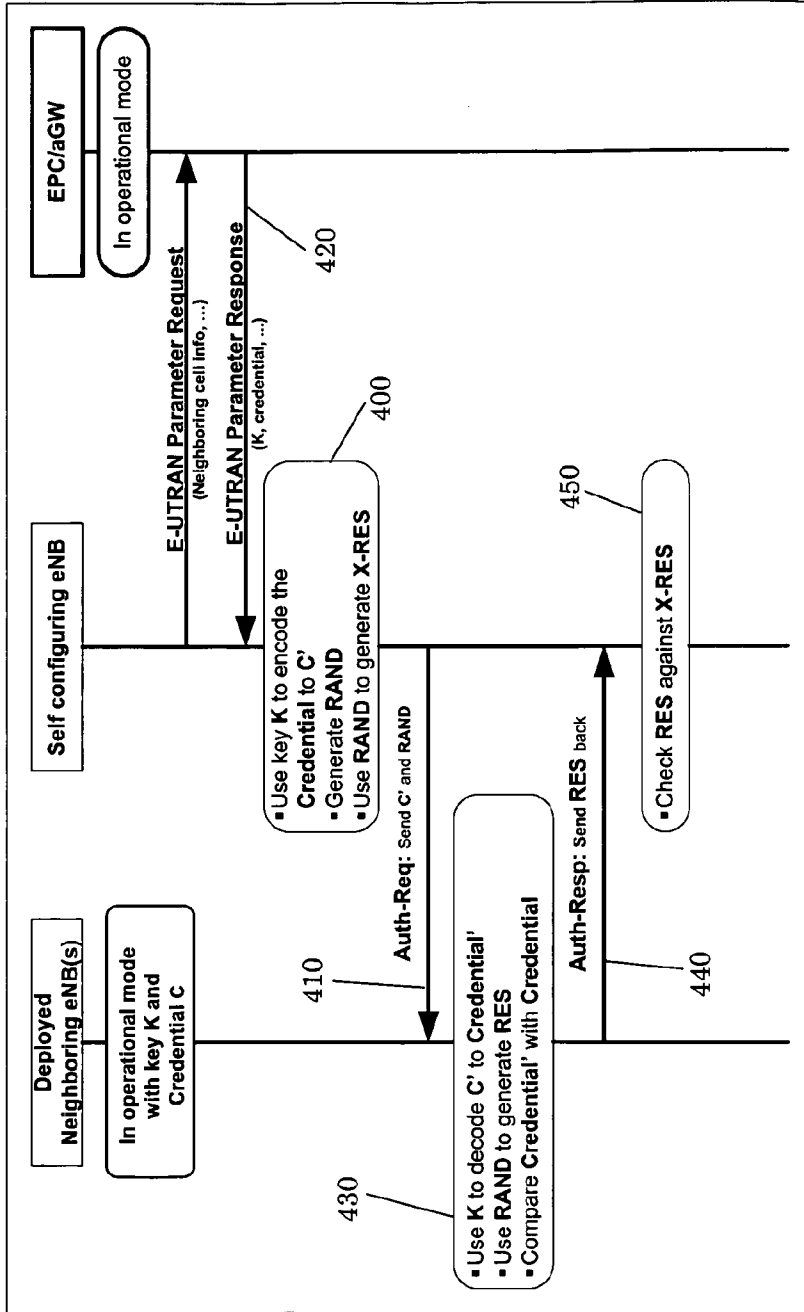 Deployed
Neighboring eNB(s)
Self configuring eNB
EPC/aGW
In operational mode
with key K and
Credential C
In operational mode
E-UTRAN Parameter Request
(Neighboring cell info, ...)
E-UTRAN Parameter Response
(K, credential, ...)
420
400
▪ Use key K to encode the
Credential to C'
▪ Generate RAND
▪ Use RAND to generate X-RES
Auth-Req: Send C' and RAND
410
430
▪ Use K to decode C' to Credential'
▪ Use RAND to generate RES
▪ Compare Credential' with Credential
Auth-Resp: Send RES back
440
450
▪ Check RES against X-RES